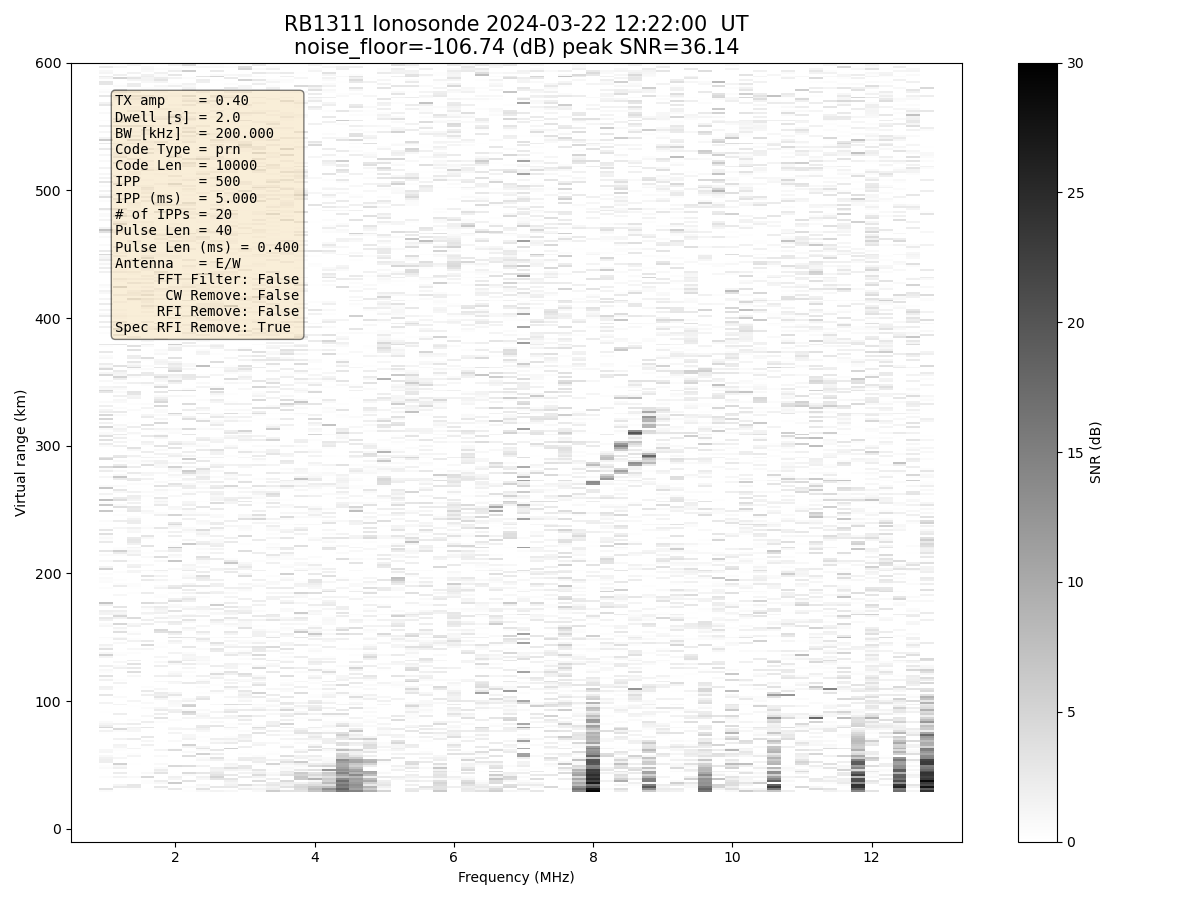 RB1311 Ionosonde 2024-03-22 12:22:00  UT
noise_floor=-106.74 (dB) peak SNR=36.14
TX amp    = 0.40
Dwell [s] = 2.0
BW [kHz]  = 200.000
Code Type = prn
Code Len  = 10000
IPP       = 500
IPP (ms)  = 5.000
# of IPPs = 20
Pulse Len = 40
Pulse Len (ms) = 0.400
Antenna   = E/W
FFT Filter: False
CW Remove: False
RFI Remove: False
Spec RFI Remove: True
Virtual range (km)
600
500
400
300
200
100
0
2 4 6 8 10 12
Frequency (MHz)
30
25
20
15
10
5
0
SNR (dB)